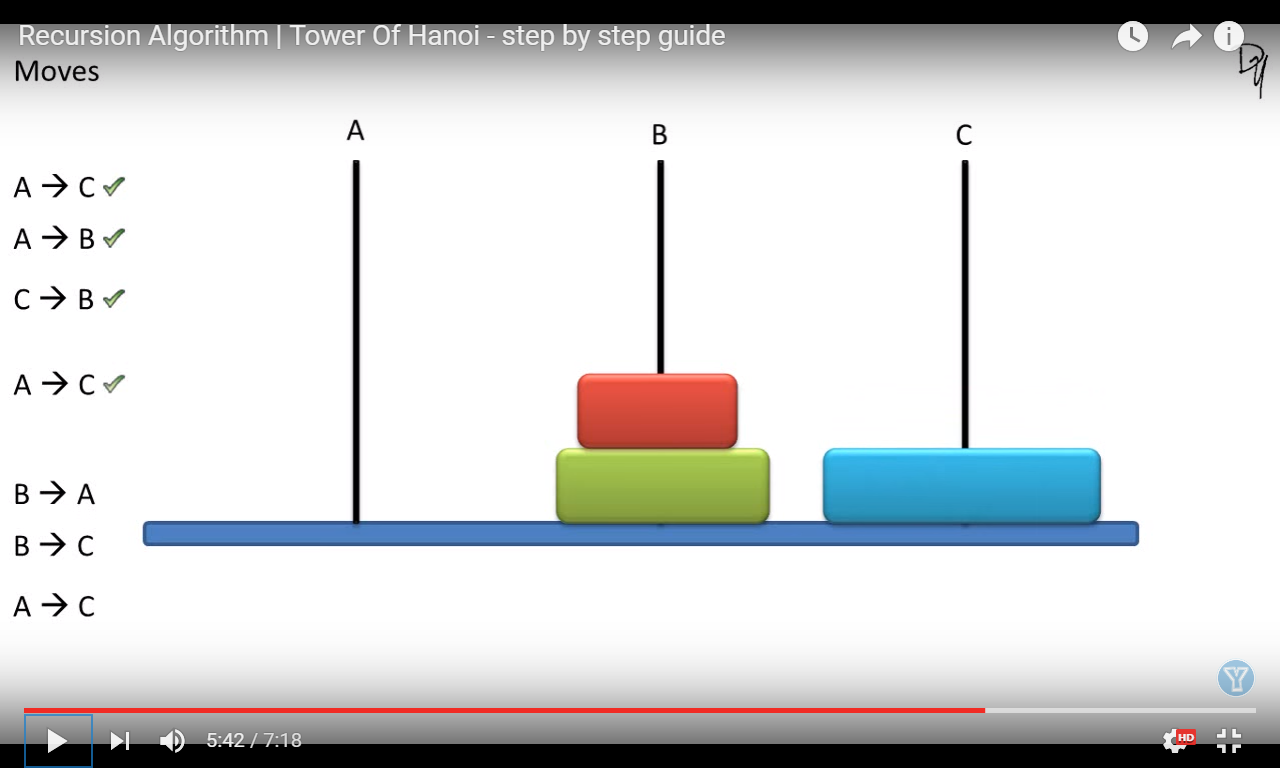 Recursion Algorithm | Tower Of Hanoi - step by step guide
Moves
A B C
A → C ✓
A → B ✓
C → B ✓
A → C ✓
B → A
B → C
A → C
Y
5:42 / 7:18
HD